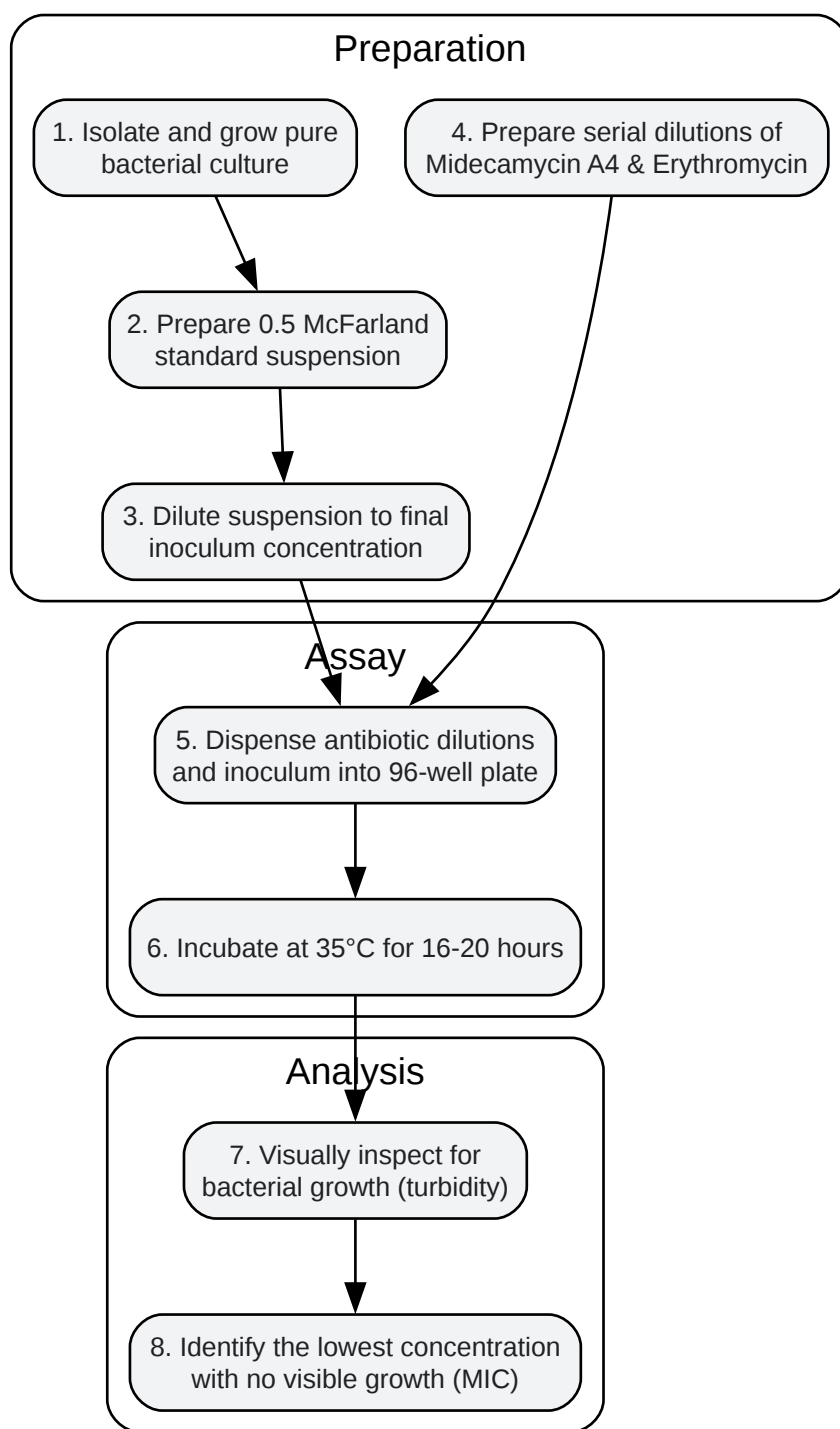 Preparation
1. Isolate and grow pure
bacterial culture
4. Prepare serial dilutions of
Midecamycin A4 & Erythromycin
2. Prepare 0.5 McFarland
standard suspension
3. Dilute suspension to final
inoculum concentration
Assay
5. Dispense antibiotic dilutions
and inoculum into 96-well plate
6. Incubate at 35°C for 16-20 hours
Analysis
7. Visually inspect for
bacterial growth (turbidity)
8. Identify the lowest concentration
with no visible growth (MIC)